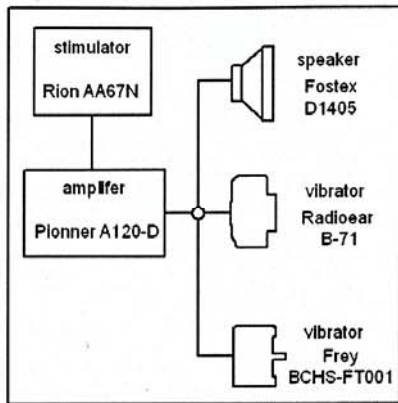 stimulator
Rion AA67N
amplifer
Pionner A120-D
speaker
Fostex
D1405
vibrator
Radioear
B-71
vibrator
Frey
BCHS-FT001